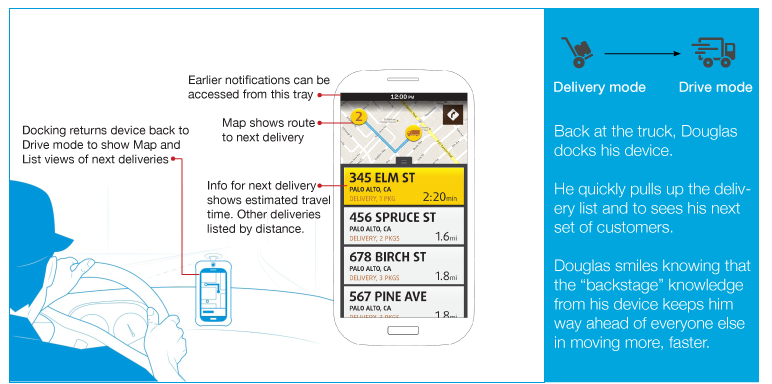 Earlier notifications can be
accessed from this tray
Map shows route
to next delivery
Docking returns device back to
Drive mode to show Map and
List views of next deliveries
Info for next delivery
shows estimated travel
time. Other deliveries
listed by distance.
12:00 PM
2
345 ELM ST
PALO ALTO, CA
DELIVERY, 1 PKG
2:20min
456 SPRUCE ST
PALO ALTO, CA
DELIVERY, 2 PKGS
1.6mi
678 BIRCH ST
PALO ALTO, CA
DELIVERY, 3 PKGS
1.8mi
567 PINE AVE
PALO ALTO, CA
1.8mi
Delivery mode
Drive mode
Back at the truck, Douglas
docks his device.
He quickly pulls up the deliv-
ery list and to sees his next
set of customers.
Douglas smiles knowing that
the “backstage” knowledge
from his device keeps him
way ahead of everyone else
in moving more, faster.